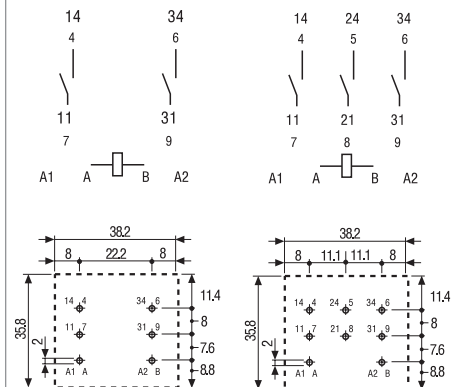 14 34
4 6
11 31
7 9
A1 A B A2
14 24 34
4 5 6
11 21 31
7 8 9
A1 A B A2
38.2
8 22.2 8
35.8
2
11.4
8
7.6
8.8
14 4 34 6
11 7 31 9
A1 A A2 B
38.2
8 11.1 11.1 8
35.8
2
11.4
8
7.6
8.8
14 4 24 5 34 6
11 7 21 8 31 9
A1 A A2 B